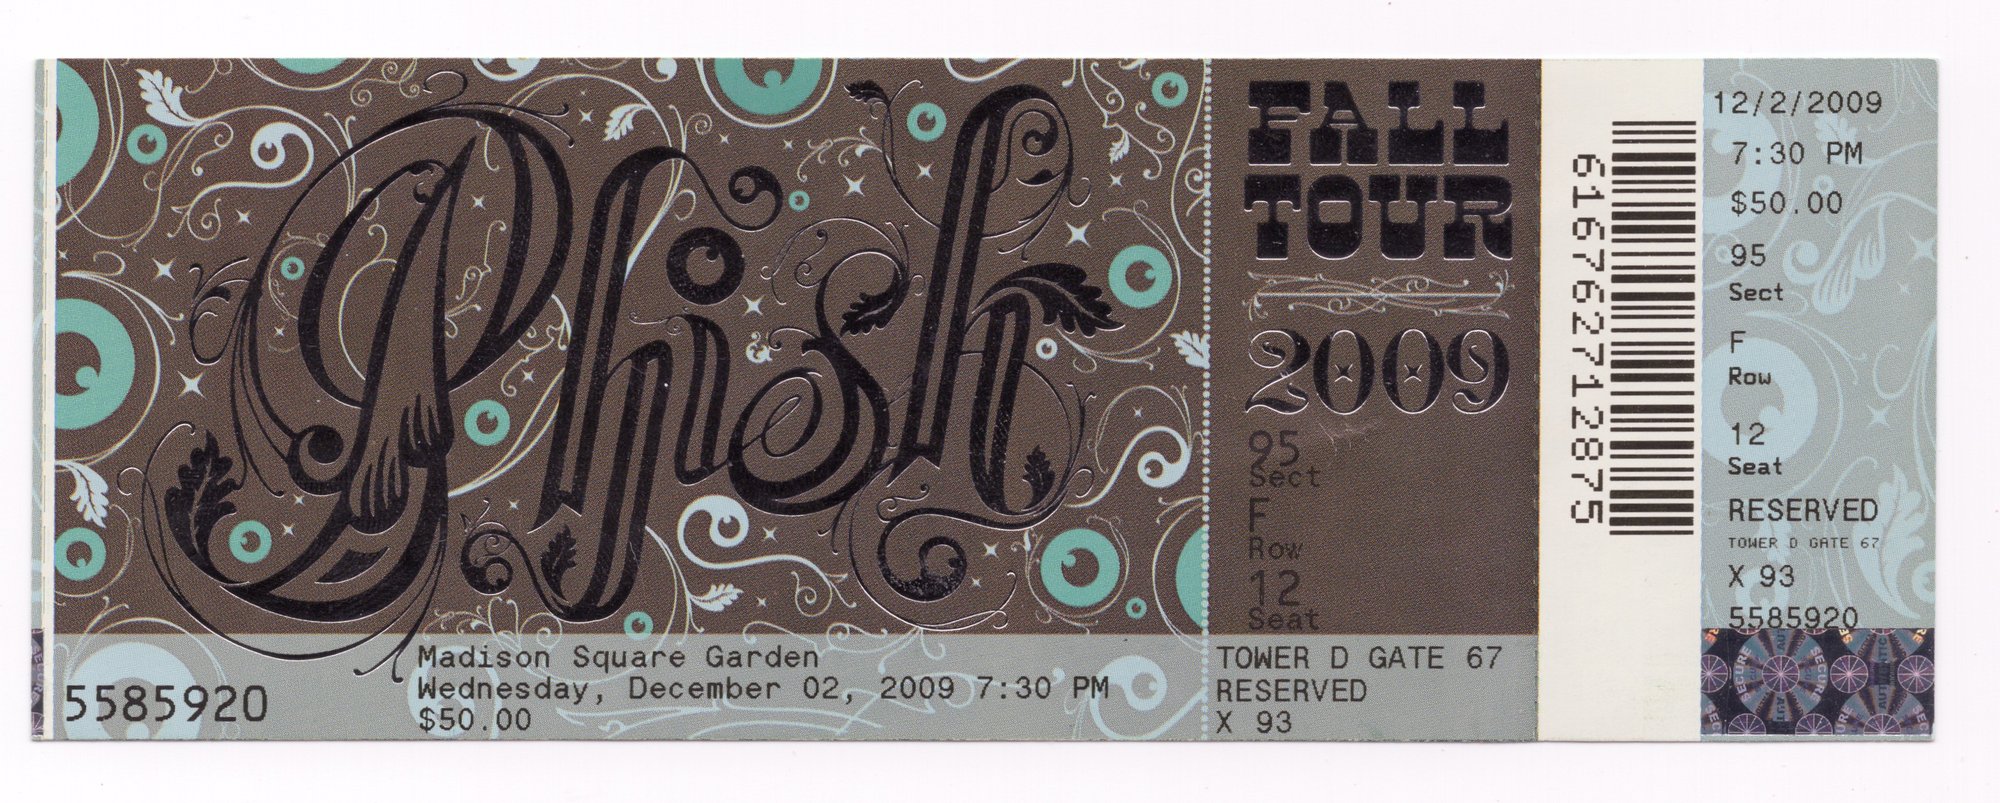 Phish
5585920
Madison Square Garden
Wednesday, December 02, 2009 7:30 PM
$50.00
FALL
TOUR
2009
95
Sect
F
Row
12
Seat
TOWER D GATE 67
RESERVED
X 93
616762712875
12/2/2009
7:30 PM
$50.00
95
Sect
F
Row
12
Seat
RESERVED
TOWER D GATE 67
X 93
5585920
SECURE
SECURE